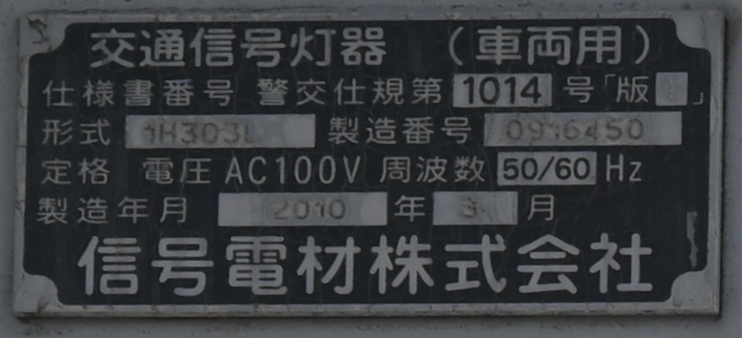 交通信号灯器 （車両用）
仕様書番号 警交仕規第 1014 号「版1」
形式 1H303L 製造番号 0916450
定格 電圧 AC100V 周波数 50/60 Hz
製造年月 2010 年 3 月
信号電材株式会社